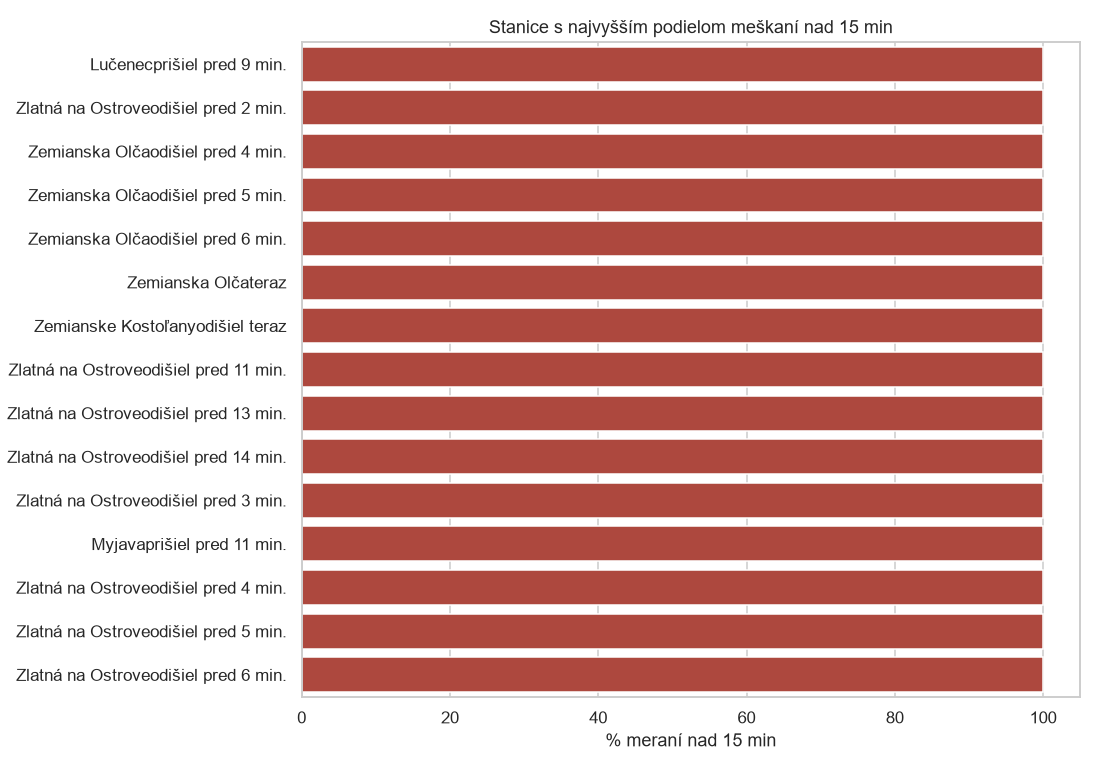 Stanice s najvyšším podielom meškaní nad 15 min
Lučenecprišiel pred 9 min.
Zlatná na Ostroveodišiel pred 2 min.
Zemianska Olčaodišiel pred 4 min.
Zemianska Olčaodišiel pred 5 min.
Zemianska Olčaodišiel pred 6 min.
Zemianska Olčateraz
Zemianske Kostoľanyodišiel teraz
Zlatná na Ostroveodišiel pred 11 min.
Zlatná na Ostroveodišiel pred 13 min.
Zlatná na Ostroveodišiel pred 14 min.
Zlatná na Ostroveodišiel pred 3 min.
Myjavaprišiel pred 11 min.
Zlatná na Ostroveodišiel pred 4 min.
Zlatná na Ostroveodišiel pred 5 min.
Zlatná na Ostroveodišiel pred 6 min.
0 20 40 60 80 100
% meraní nad 15 min